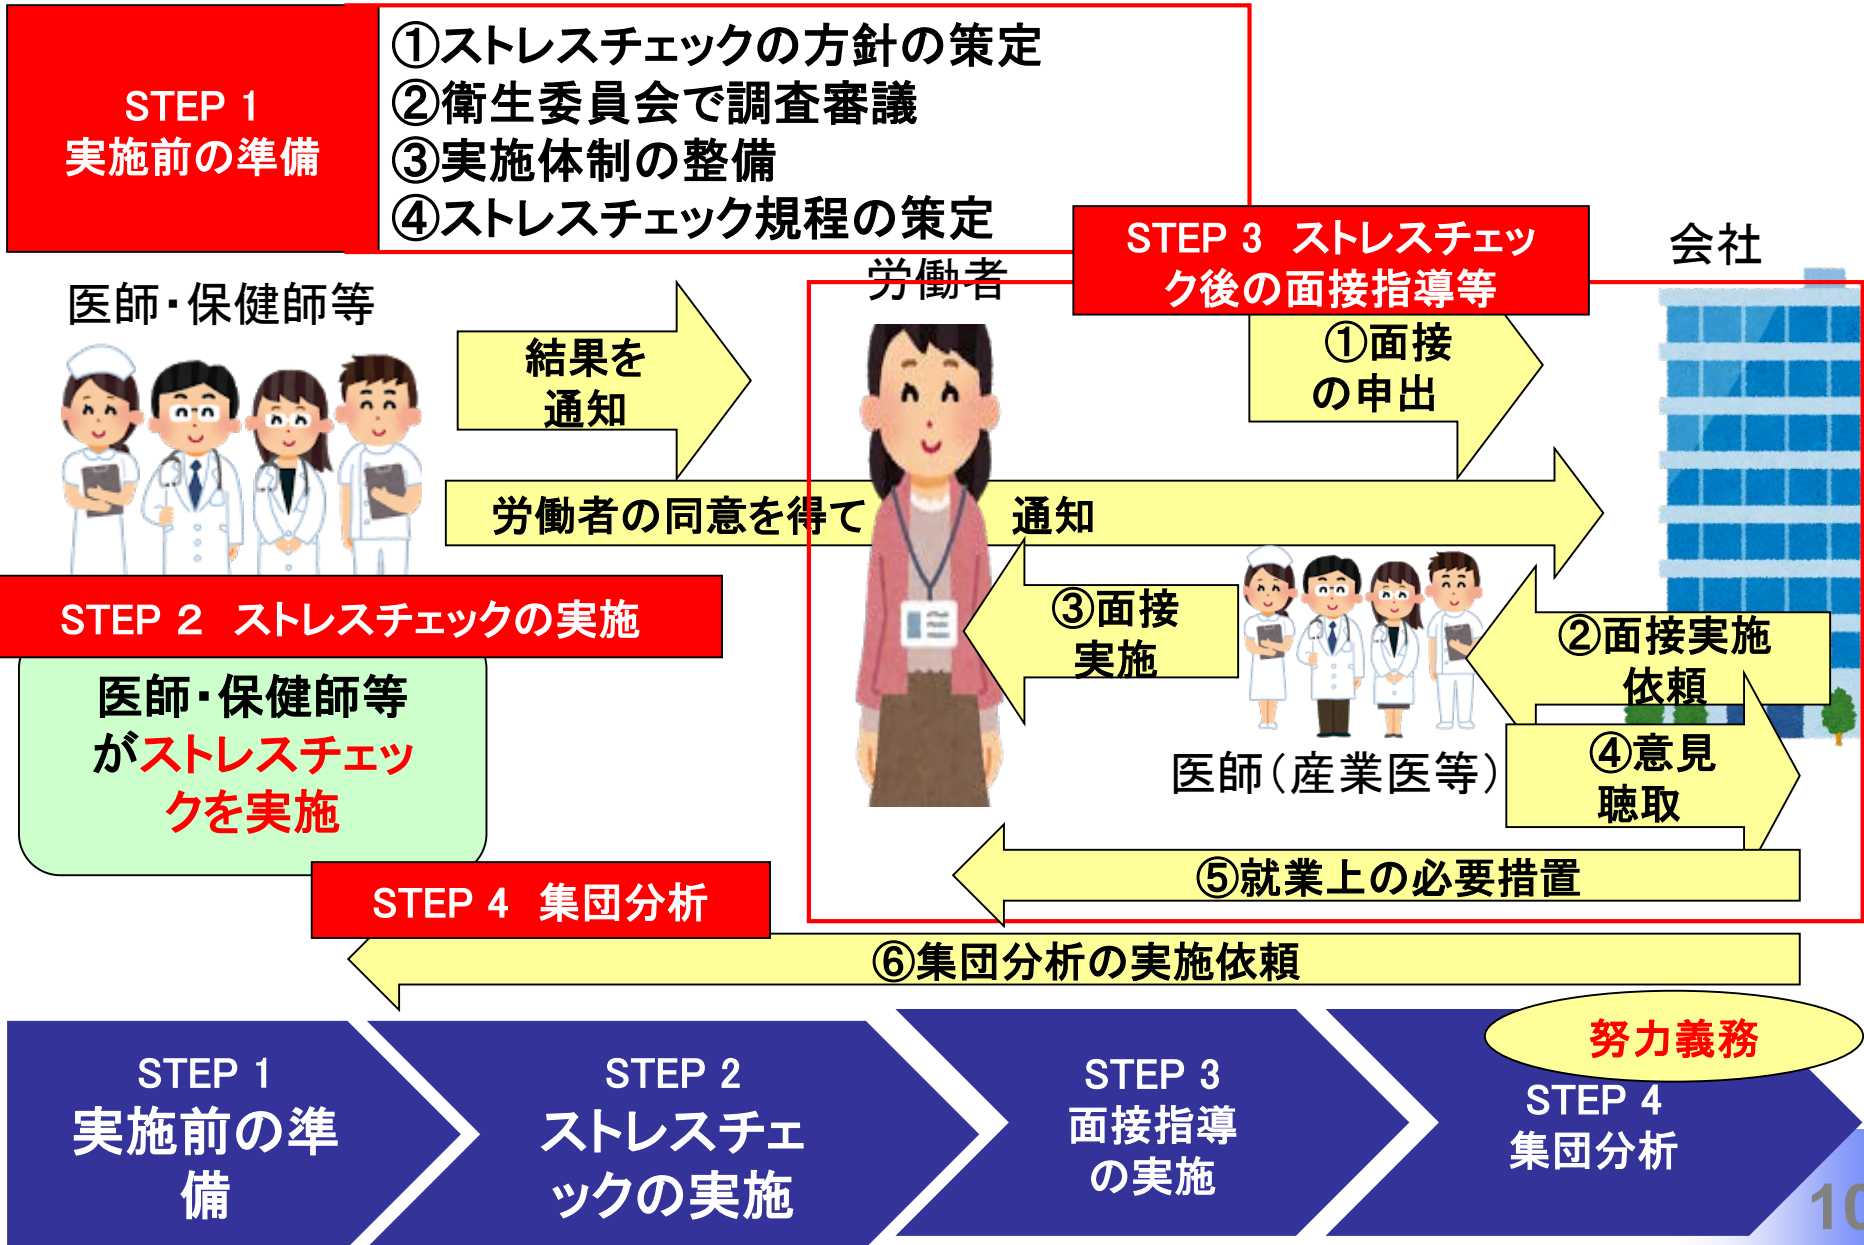 STEP 1
実施前の準備
①ストレスチェックの方針の策定
②衛生委員会で調査審議
③実施体制の整備
④ストレスチェック規程の策定
STEP 3 ストレスチェッ
ク後の面接指導等
会社
労働者
医師・保健師等
結果を
通知
①面接
の申出
労働者の同意を得て 通知
③面接
実施
②面接実施
依頼
STEP 2 ストレスチェックの実施
医師・保健師等
がストレスチェッ
クを実施
医師（産業医等）
④意見
聴取
⑤就業上の必要措置
STEP 4 集団分析
⑥集団分析の実施依頼
努力義務
STEP 1
実施前の準
備
STEP 2
ストレスチェ
ックの実施
STEP 3
面接指導
の実施
STEP 4
集団分析
10